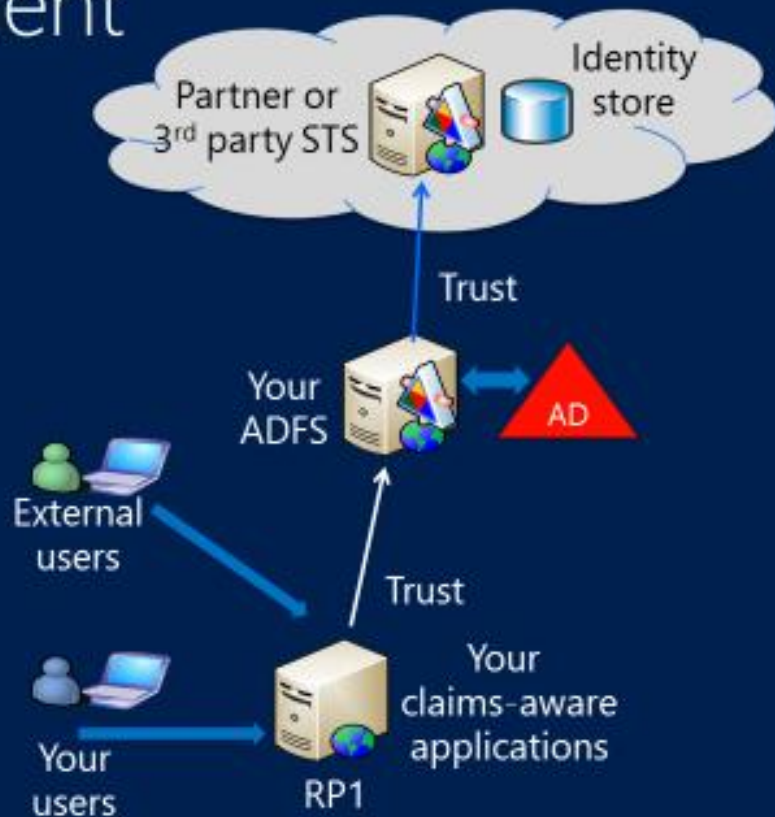 ent
Partner or
3rd party STS
Identity
store
Trust
Your
ADFS
AD
External
users
Trust
Your
claims-aware
applications
Your
users
RP1